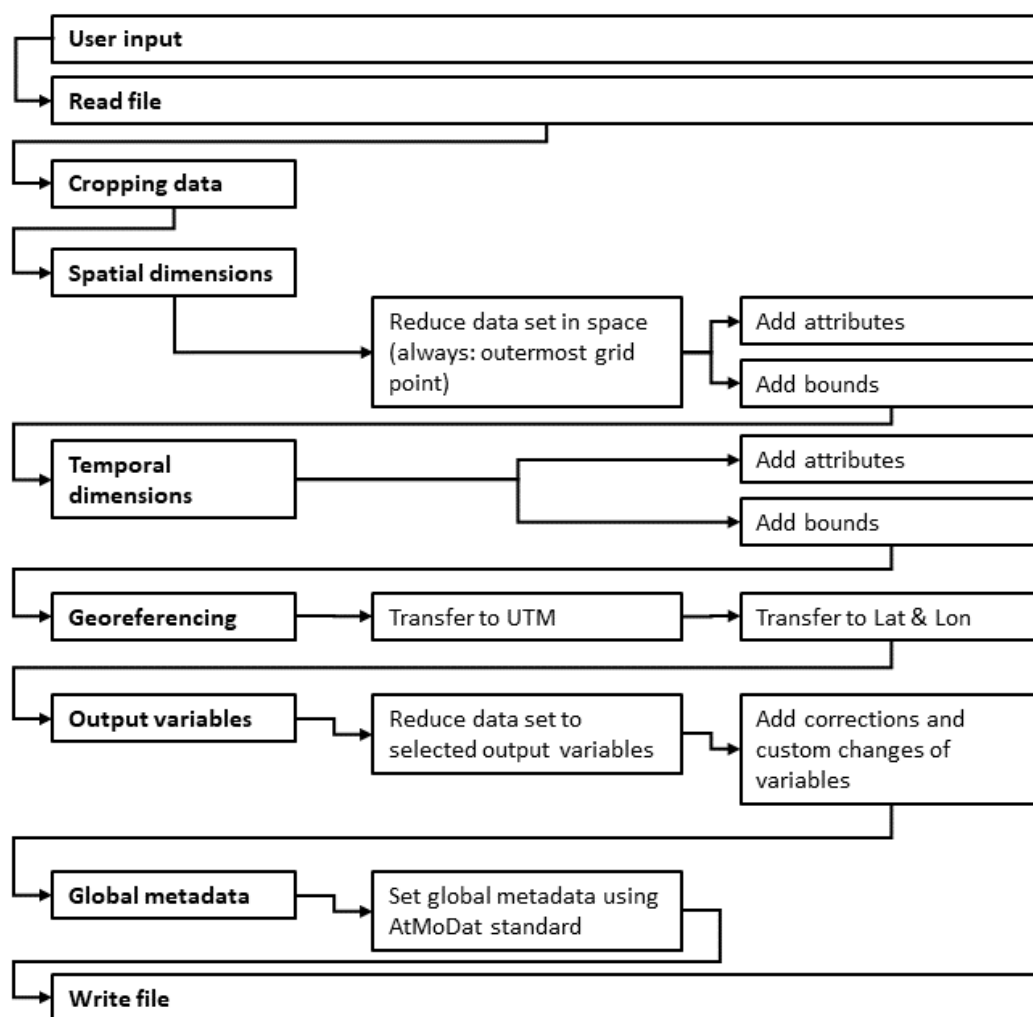 User input
Read file
Cropping data
Spatial dimensions
Reduce data set in space
(always: outermost grid
point)
Add attributes
Add bounds
Temporal
dimensions
Add attributes
Add bounds
Georeferencing
Transfer to UTM
Transfer to Lat & Lon
Output variables
Reduce data set to
selected output variables
Add corrections and
custom changes of
variables
Global metadata
Set global metadata using
AtMoDat standard
Write file